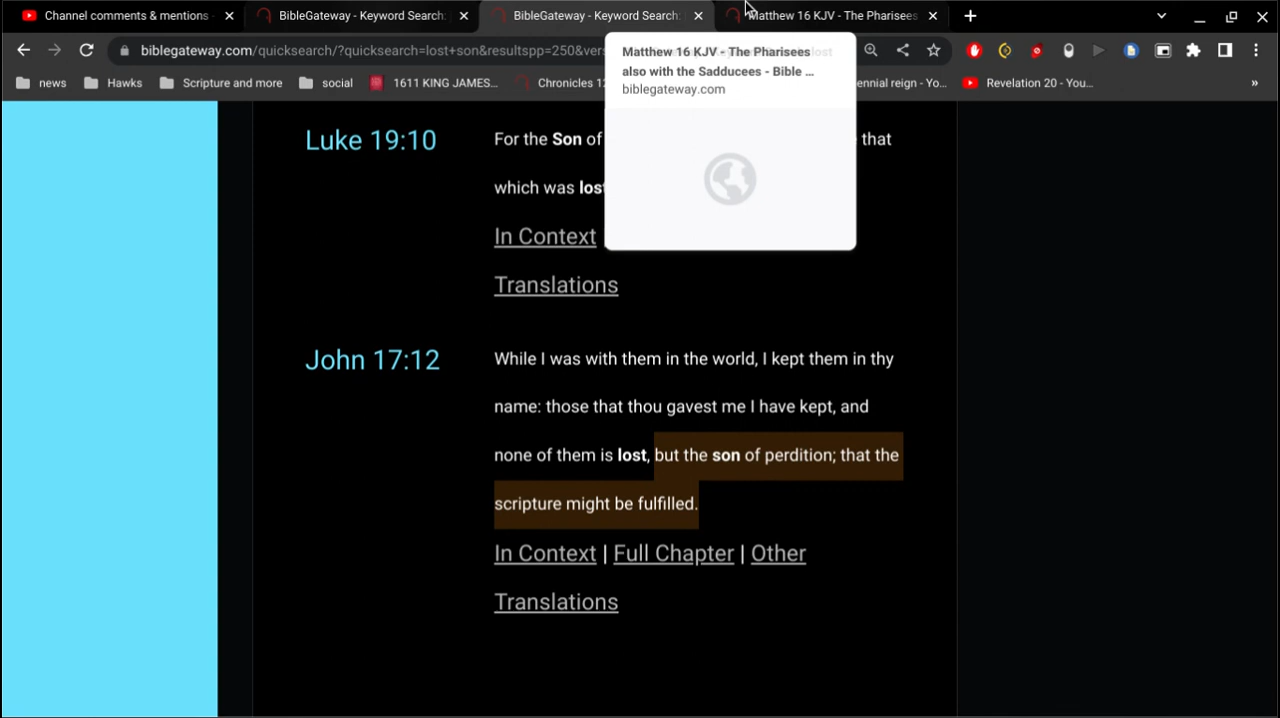 Channel comments & mentions
BibleGateway - Keyword Search:
BibleGateway - Keyword Search:
Matthew 16 KJV - The Pharisees
biblegateway.com/quicksearch/?quicksearch=lost+son&resultspp=250&vers
Matthew 16 KJV - The Pharisees
also with the Sadducees - Bible ...
biblegateway.com
news
Hawks
Scripture and more
social
1611 KING JAMES...
Chronicles 12
ennial reign - Yo...
Revelation 20 - You...
»
Luke 19:10
For the Son of that
which was lost
In Context
Translations
John 17:12
While I was with them in the world, I kept them in thy
name: those that thou gavest me I have kept, and
none of them is lost, but the son of perdition; that the
scripture might be fulfilled.
In Context | Full Chapter | Other
Translations